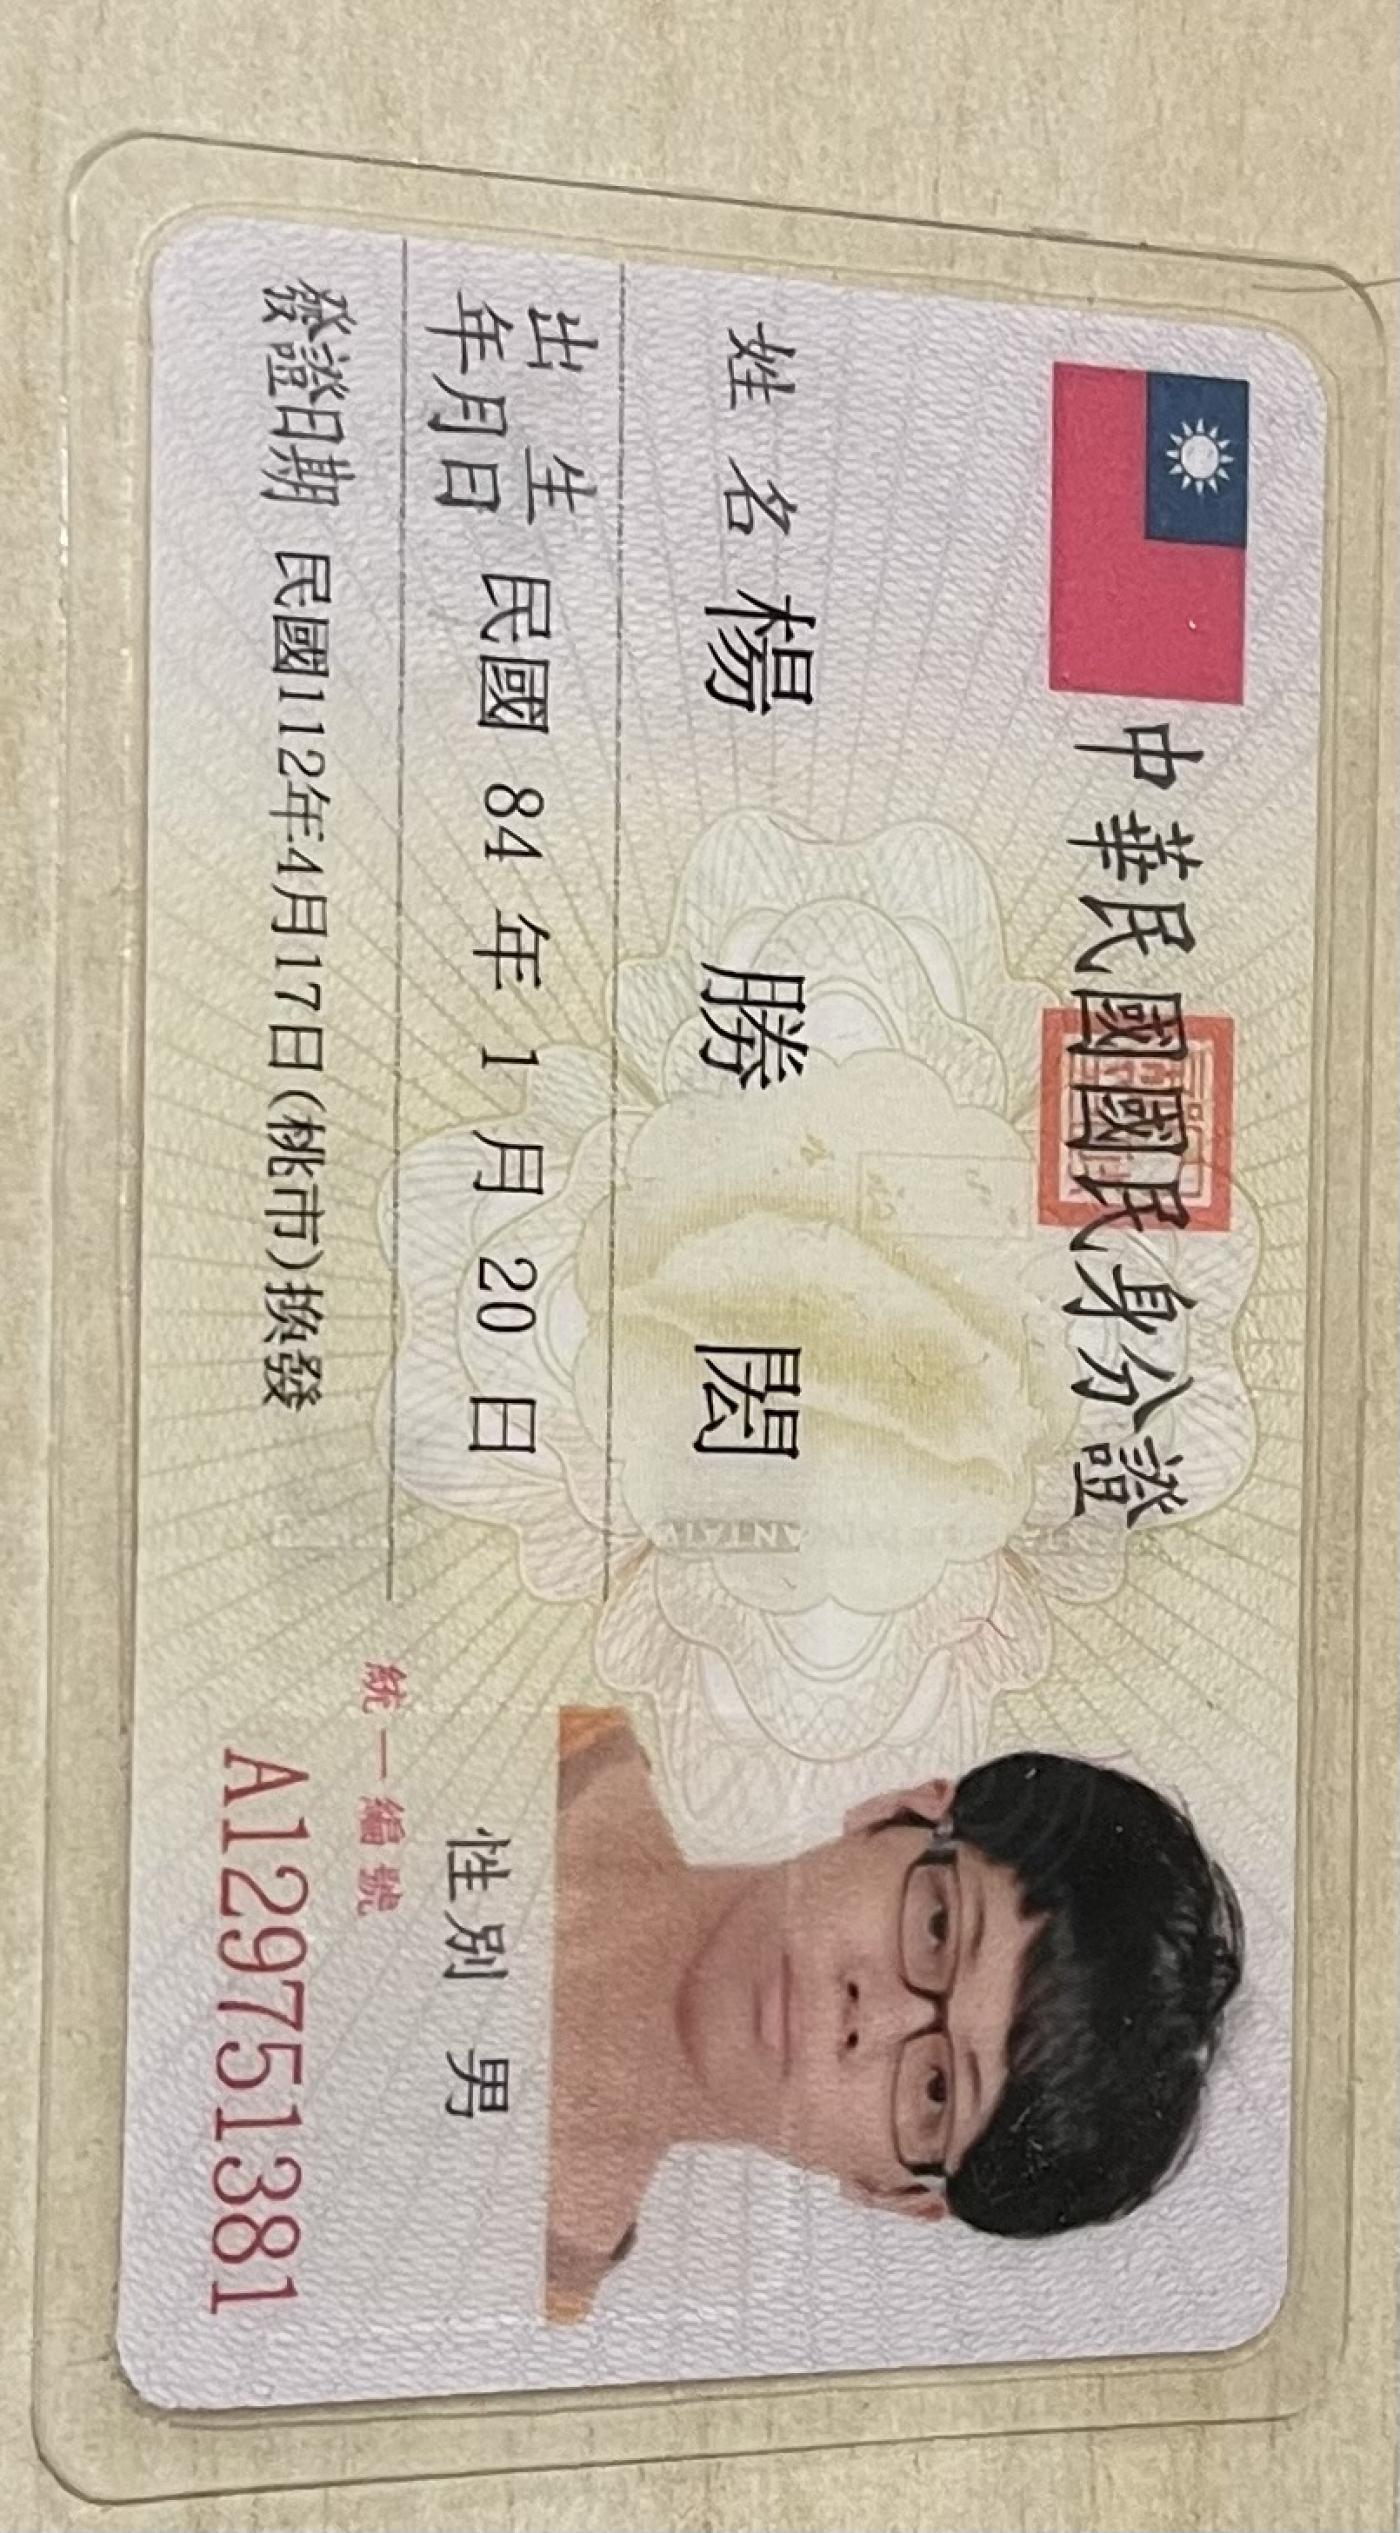 中華民國國民身分證
姓名 楊勝閎
出生年月日 民國 84 年 1 月 20 日
性別 男
發證日期 民國112年4月17日(桃市)換發
統一編號
A129751381